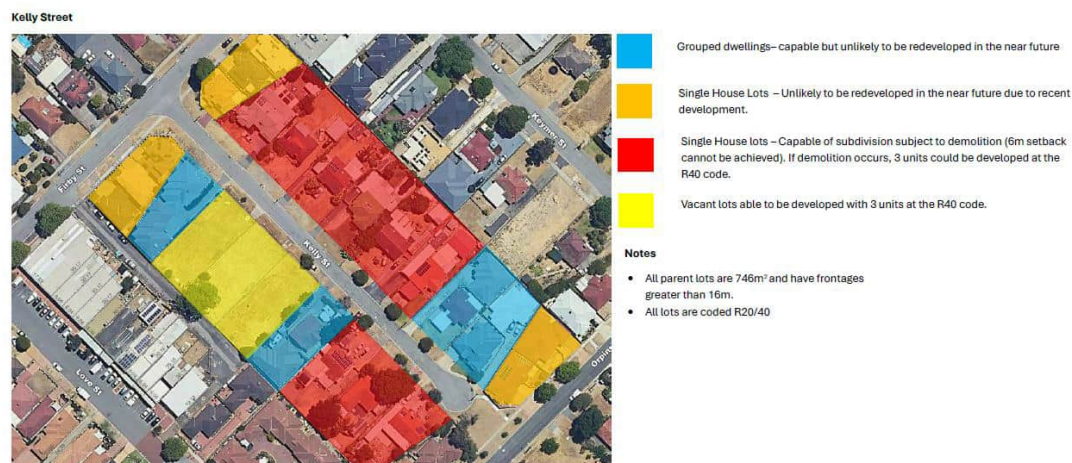 Kelly Street
Grouped dwellings– capable but unlikely to be redeveloped in the near future
Single House Lots – Unlikely to be redeveloped in the near future due to recent
development.
Single House lots – Capable of subdivision subject to demolition (6m setback
cannot be achieved). If demolition occurs, 3 units could be developed at the
R40 code.
Vacant lots able to be developed with 3 units at the R40 code.
Notes
• All parent lots are 746m² and have frontages
greater than 16m.
• All lots are coded R20/40
Keymer St
Firby St
Kelly St
Love St